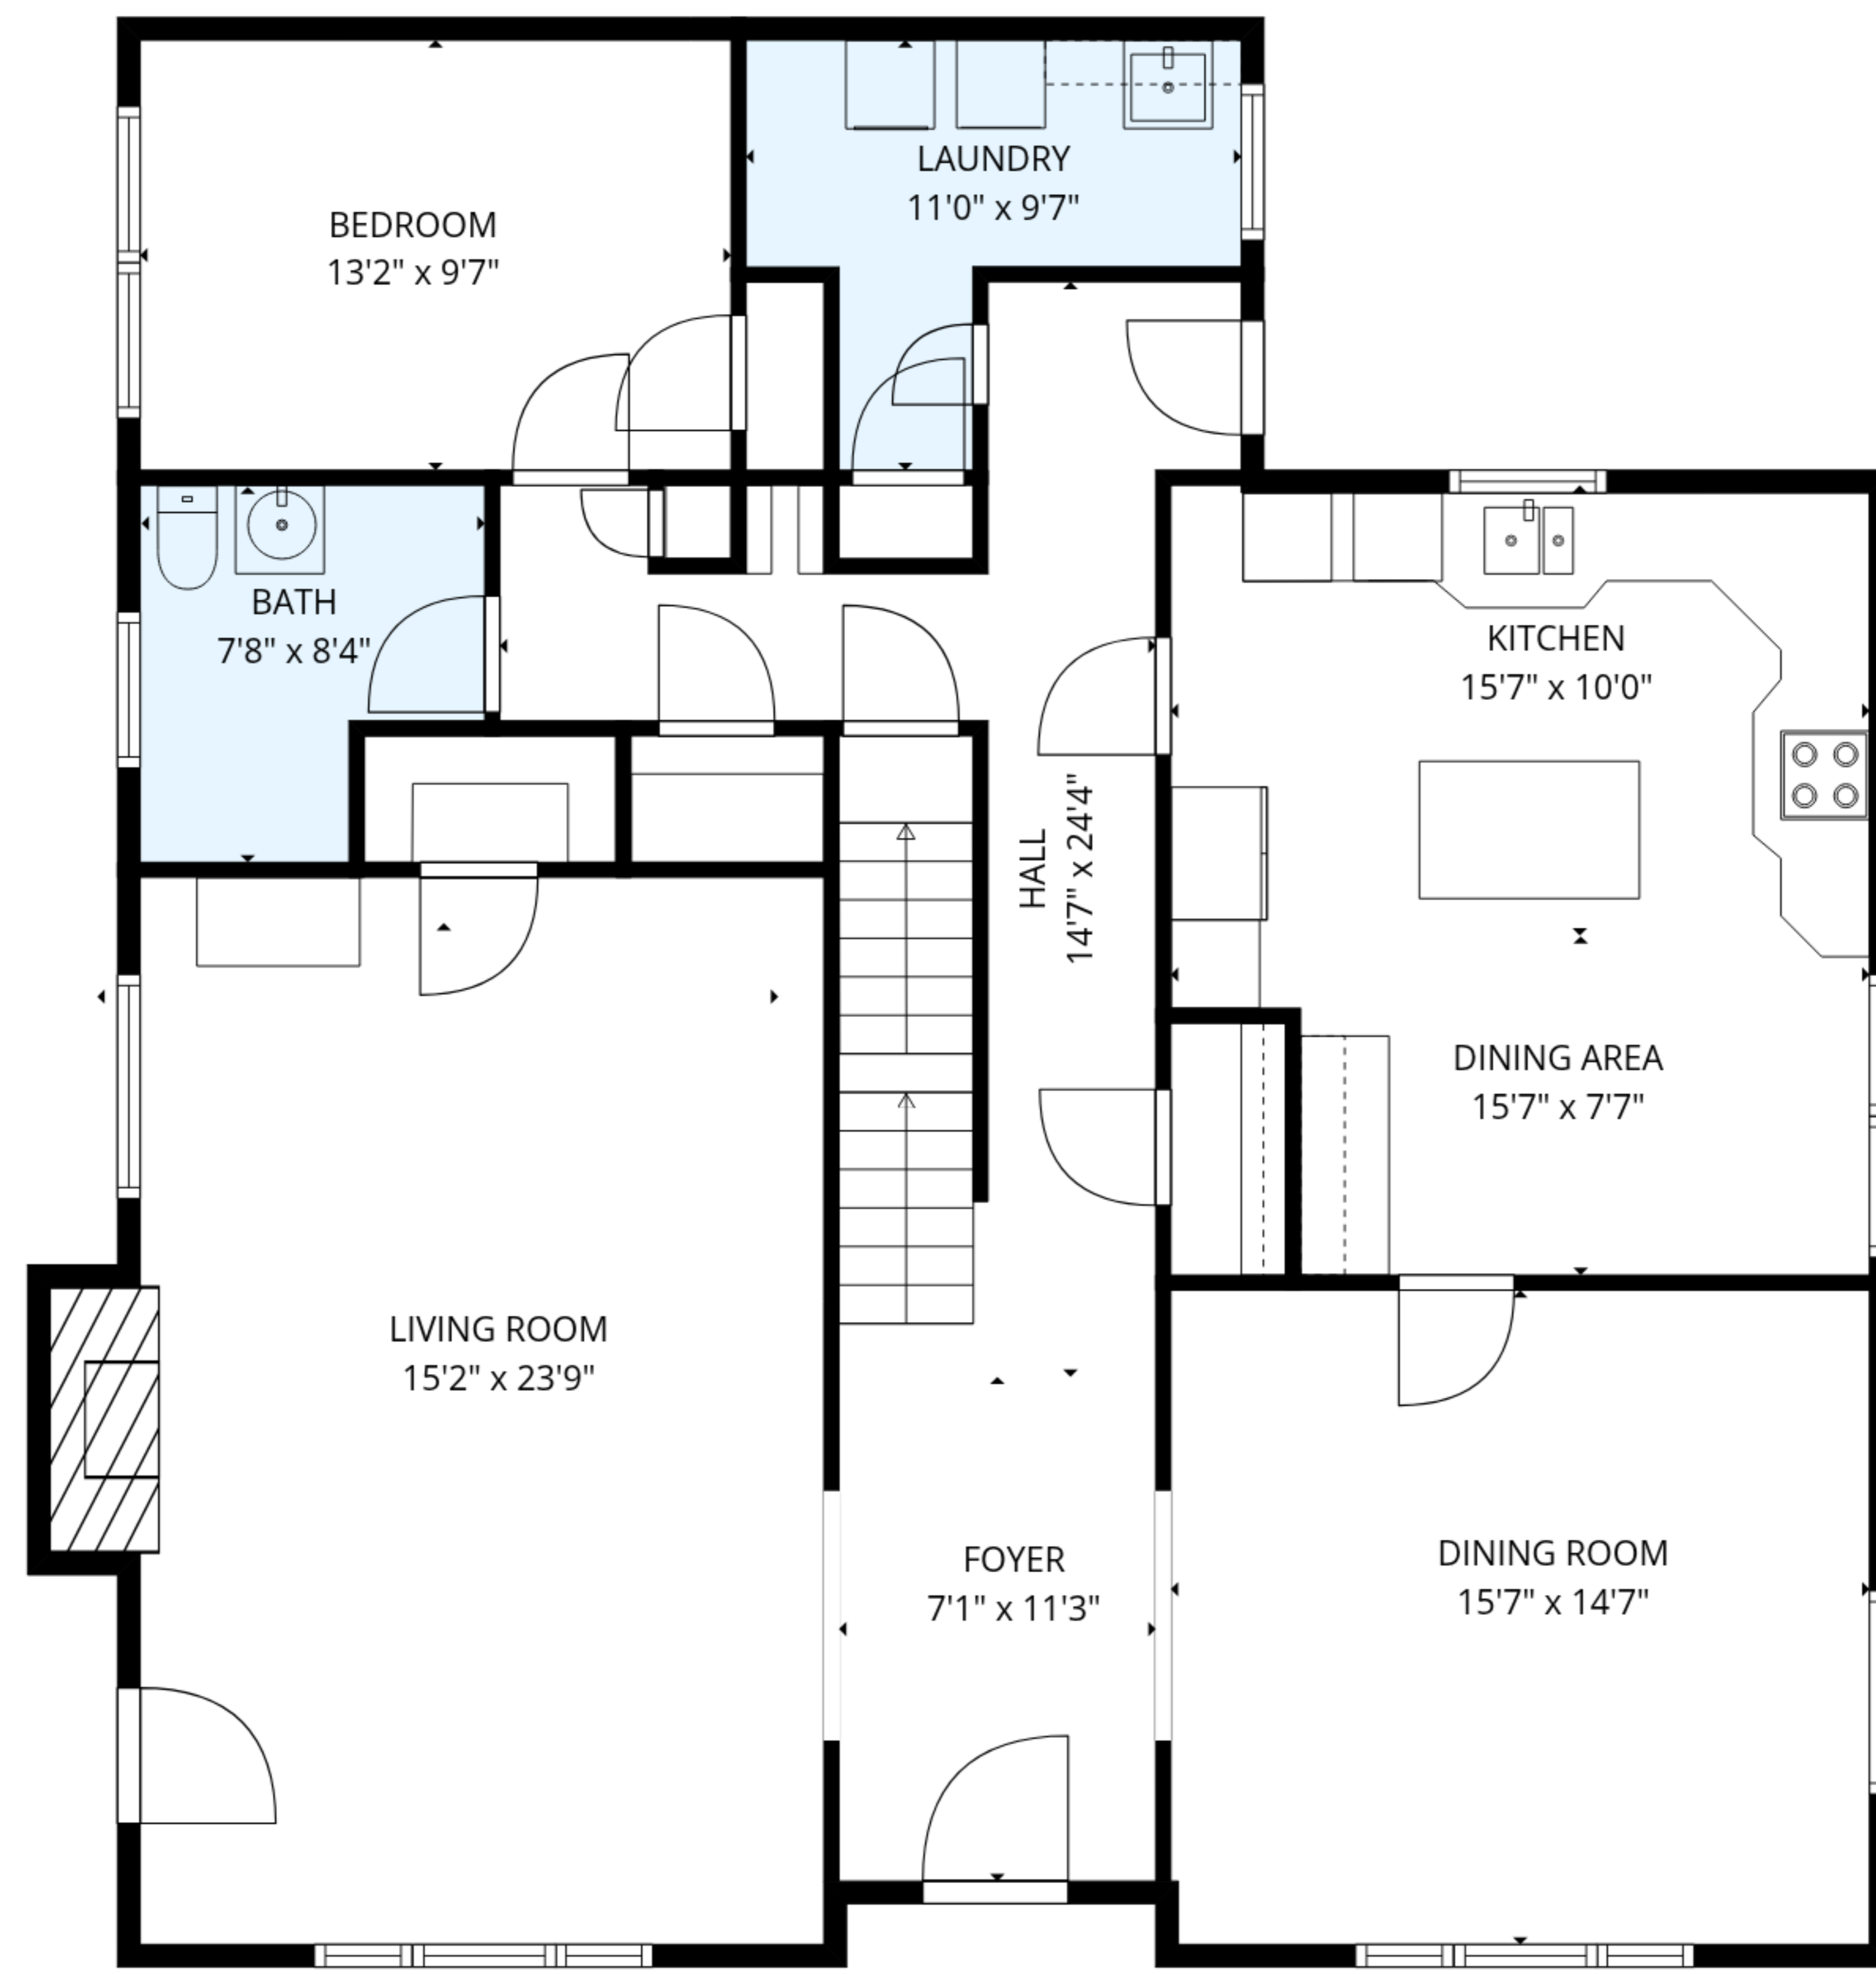 LAUNDRY
11'0" x 9'7"
BEDROOM
13'2" x 9'7"
BATH
7'8" x 8'4"
KITCHEN
15'7" x 10'0"
HALL
14'7" x 24'4"
DINING AREA
15'7" x 7'7"
LIVING ROOM
15'2" x 23'9"
FOYER
7'1" x 11'3"
DINING ROOM
15'7" x 14'7"